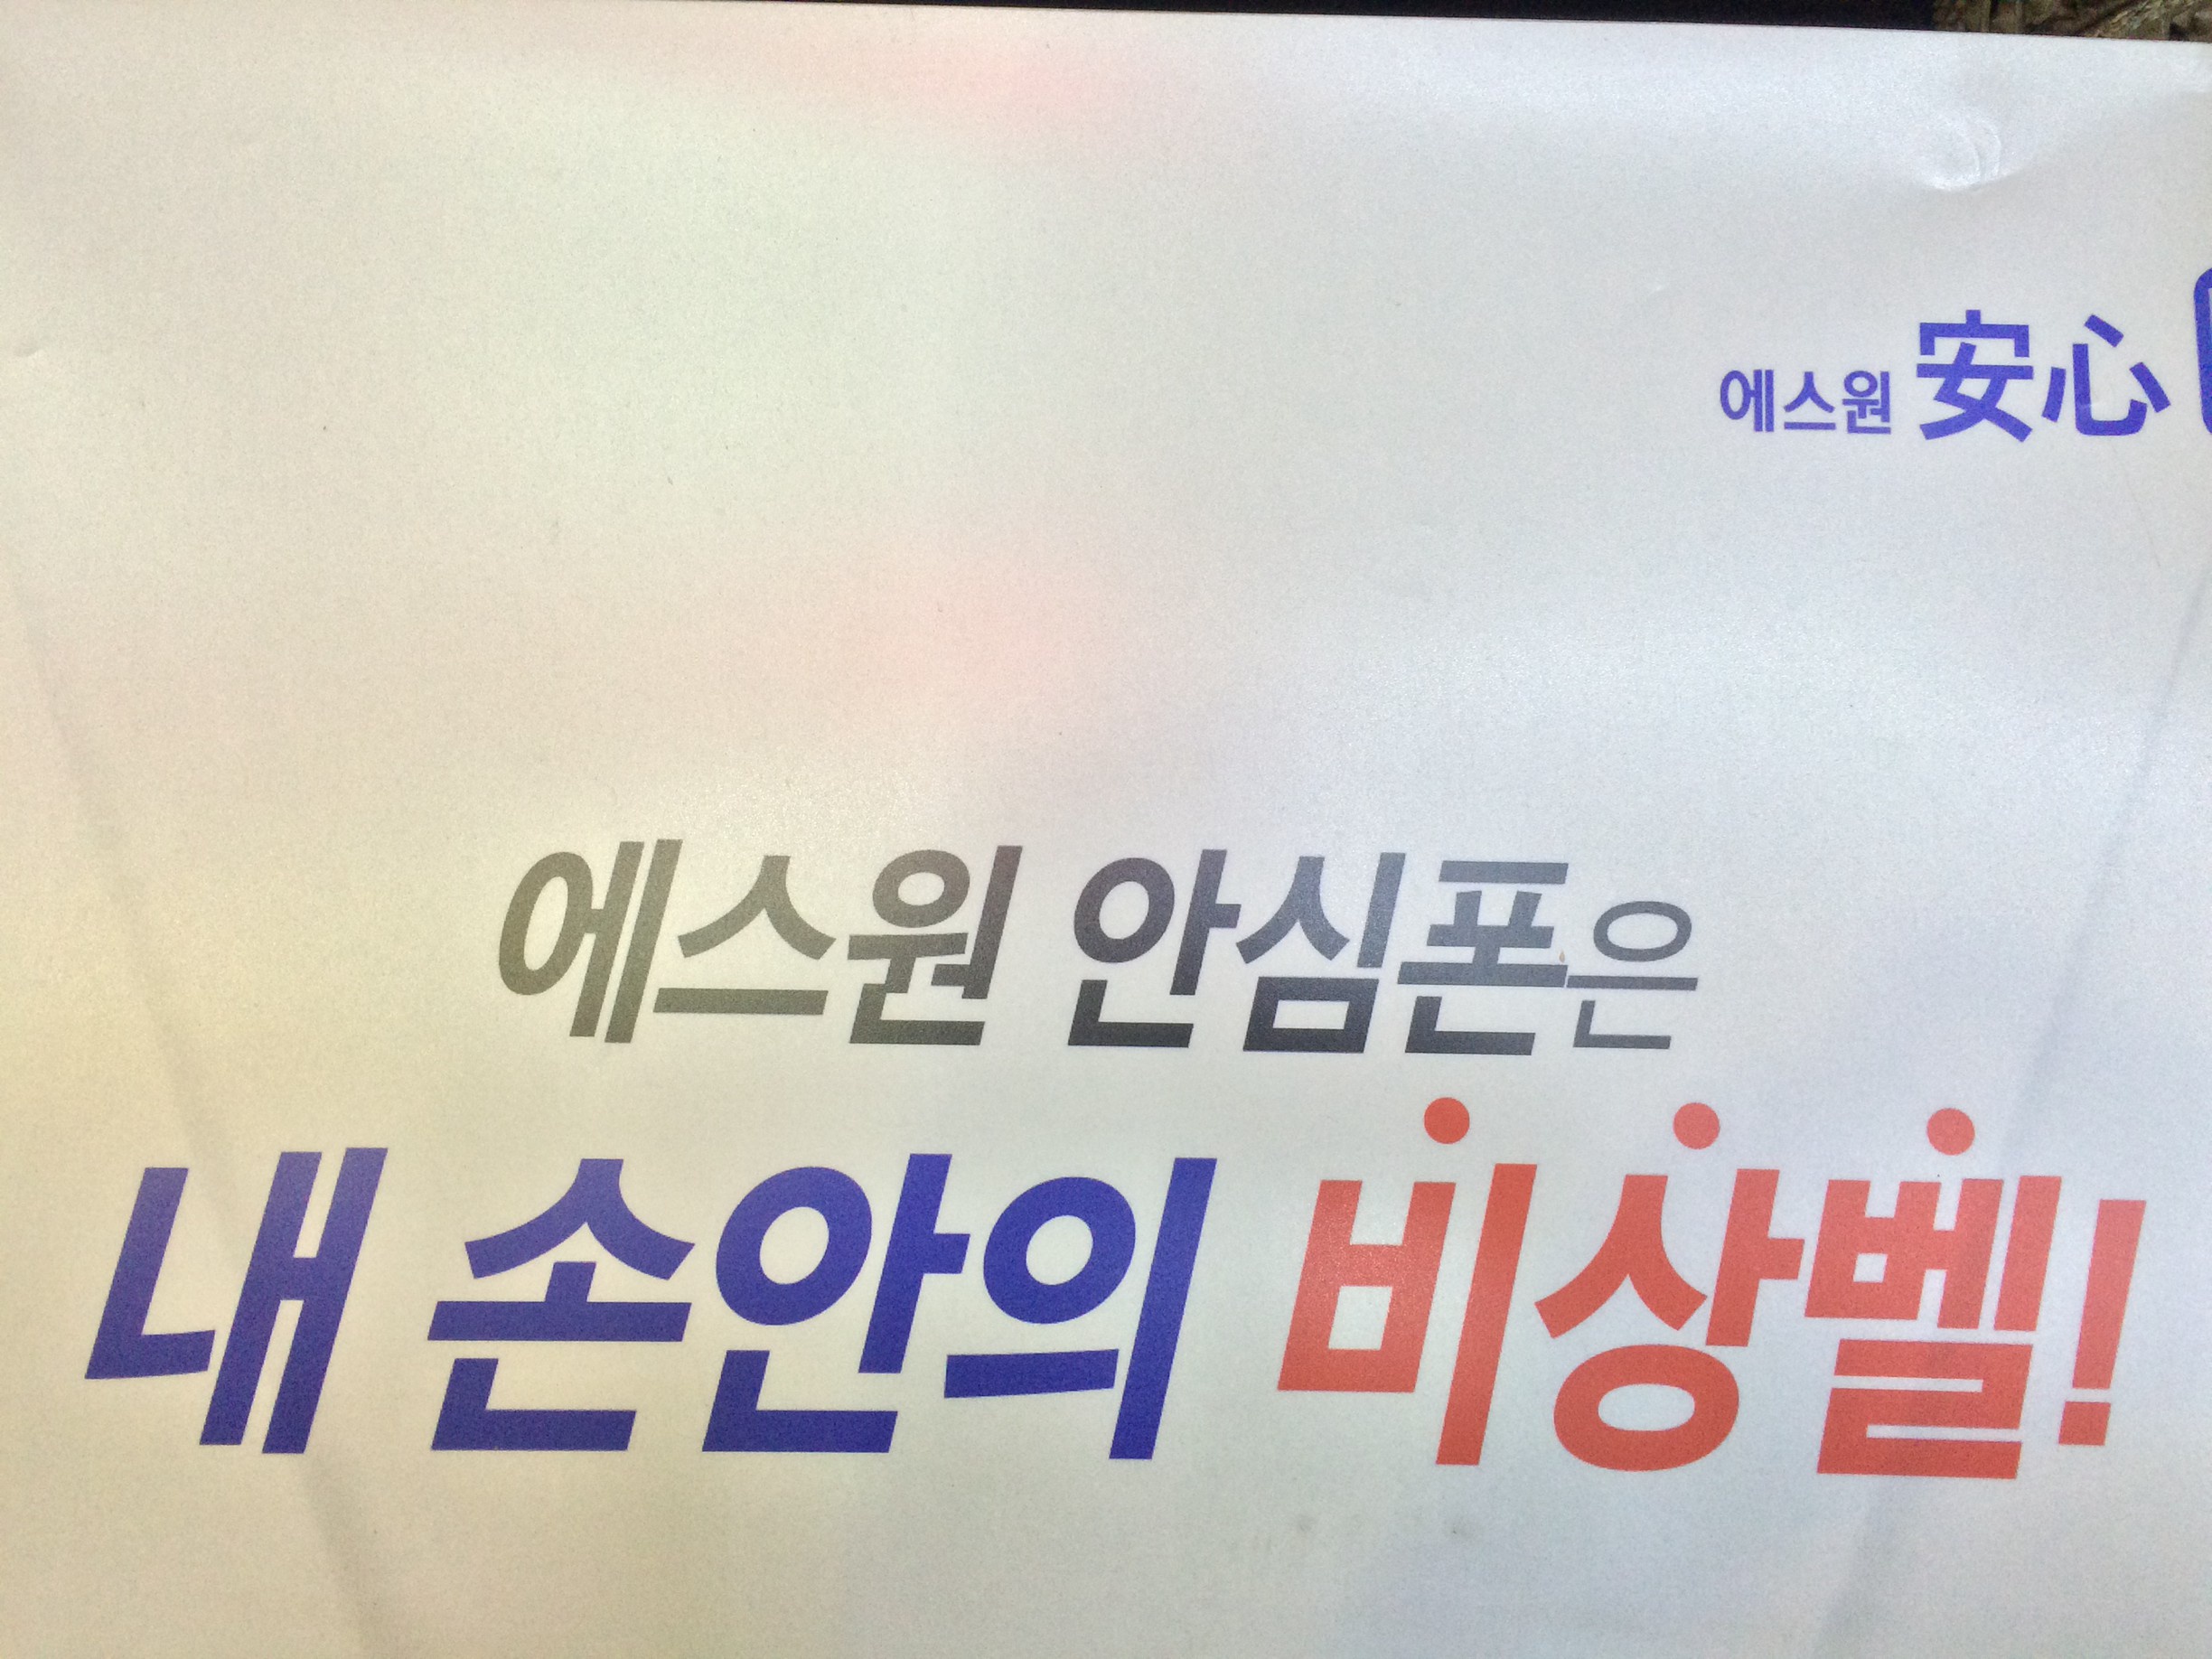 에스원 安心
에스원 안심폰은
내 손안의 비상벨!